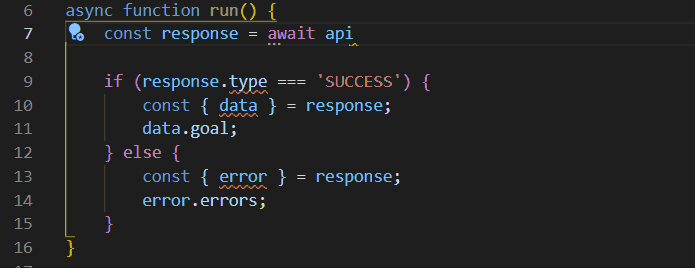 6 async function run() {
7 const response = await api
8
9 if (response.type === 'SUCCESS') {
10 const { data } = response;
11 data.goal;
12 } else {
13 const { error } = response;
14 error.errors;
15 }
16 }